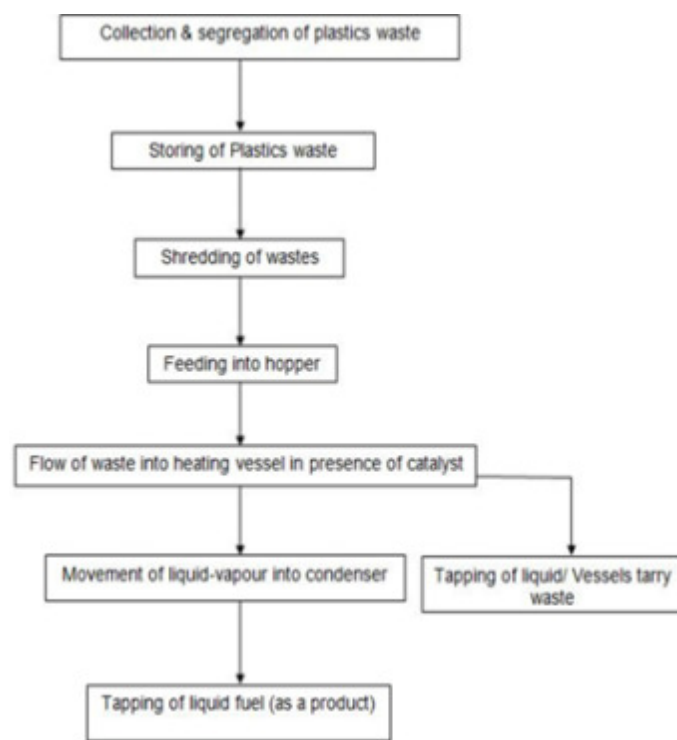 Collection & segregation of plastics waste
Storing of Plastics waste
Shredding of wastes
Feeding into hopper
Flow of waste into heating vessel in presence of catalyst
Movement of liquid-vapour into condenser
Tapping of liquid/ Vessels tarry
waste
Tapping of liquid fuel (as a product)